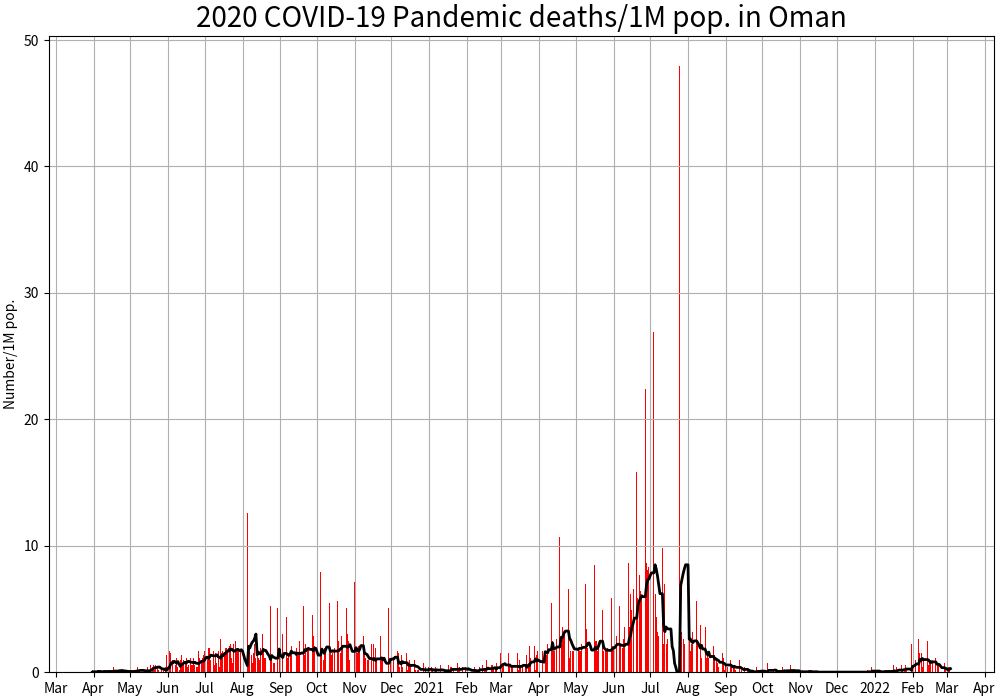 2020 COVID-19 Pandemic deaths/1M pop. in Oman
50
40
30
20
10
0
Number/1M pop.
Mar Apr May Jun Jul Aug Sep Oct Nov Dec 2021 Feb Mar Apr May Jun Jul Aug Sep Oct Nov Dec 2022 Feb Mar Apr